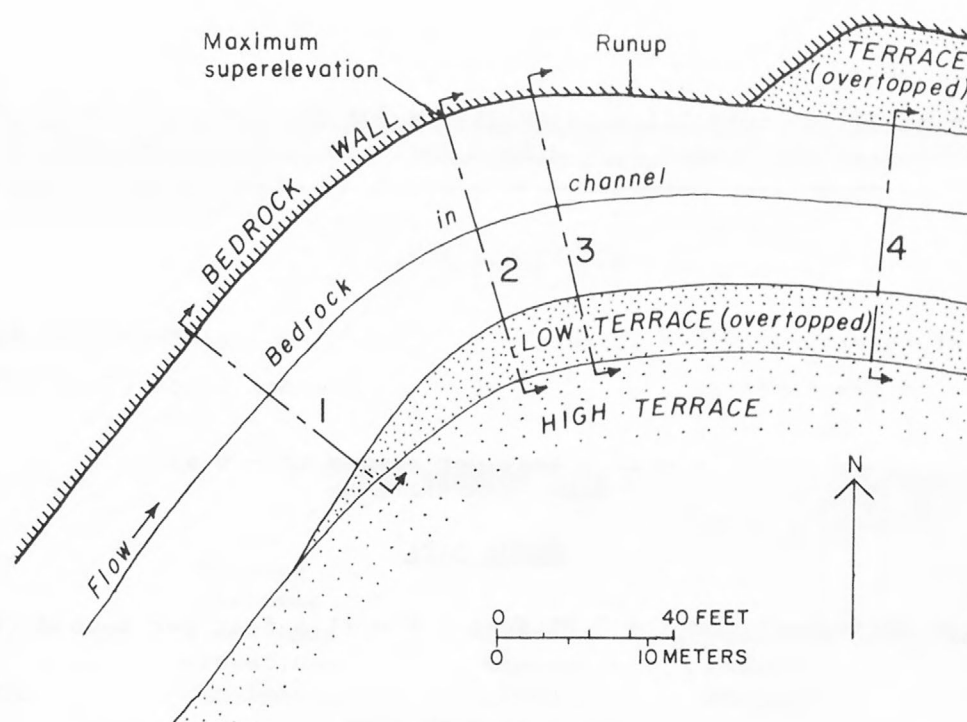 Maximum
superelevation
Runup
TERRACE
(overtopped)
BEDROCK WALL
in channel
Bedrock
1
2
3
4
LOW TERRACE (overtopped)
HIGH TERRACE
Flow
N
0 40 FEET
0 10 METERS